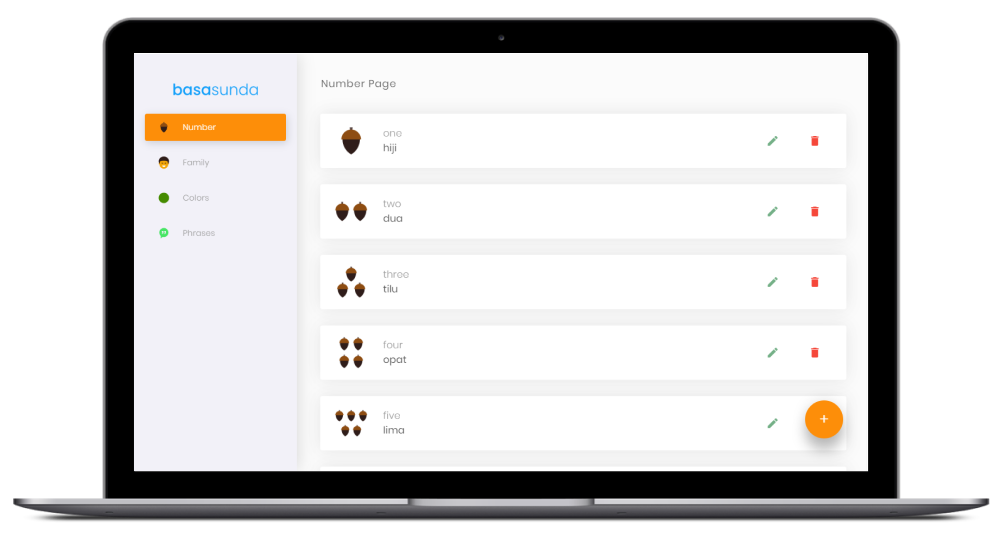 basasunda
Number
Family
Colors
Phrases
Number Page
one
hiji
two
dua
three
tilu
four
opat
five
lima
+